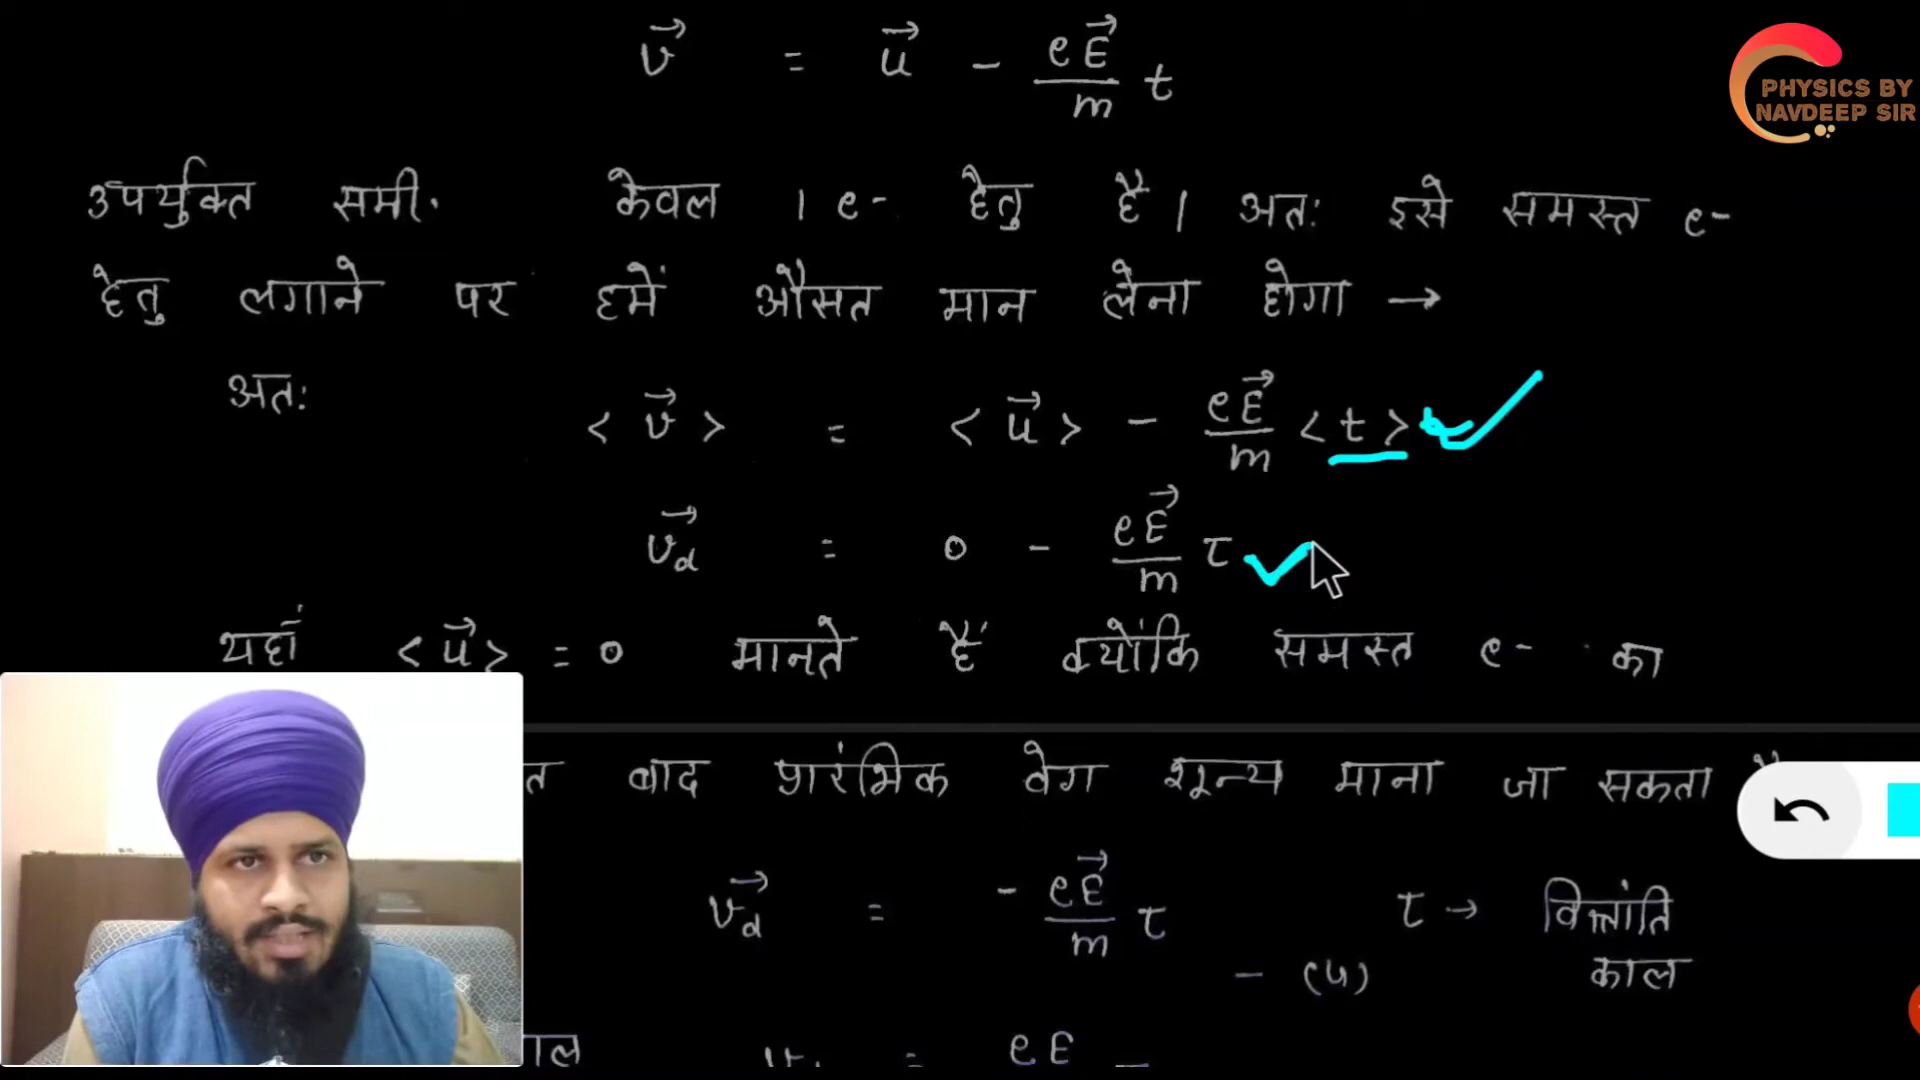 v⃗ = u⃗ - eE⃗/m t
PHYSICS BY
NAVDEEP SIR
उपर्युक्त समी. केवल 1 e- हेतु है। अतः इसे समस्त e-
हेतु लगाने पर हमें औसत मान लेना होगा →
अतः <v⃗> = <u⃗> - eE⃗/m <t>
v⃗d = 0 - eE⃗/m τ
यहाँ <u⃗> = 0 मानते हैं क्योंकि समस्त e- का
बाद प्रारंभिक वेग शून्य माना जा सकता
v⃗d = - eE⃗/m τ τ → विश्रांति
- (5) काल
= eE